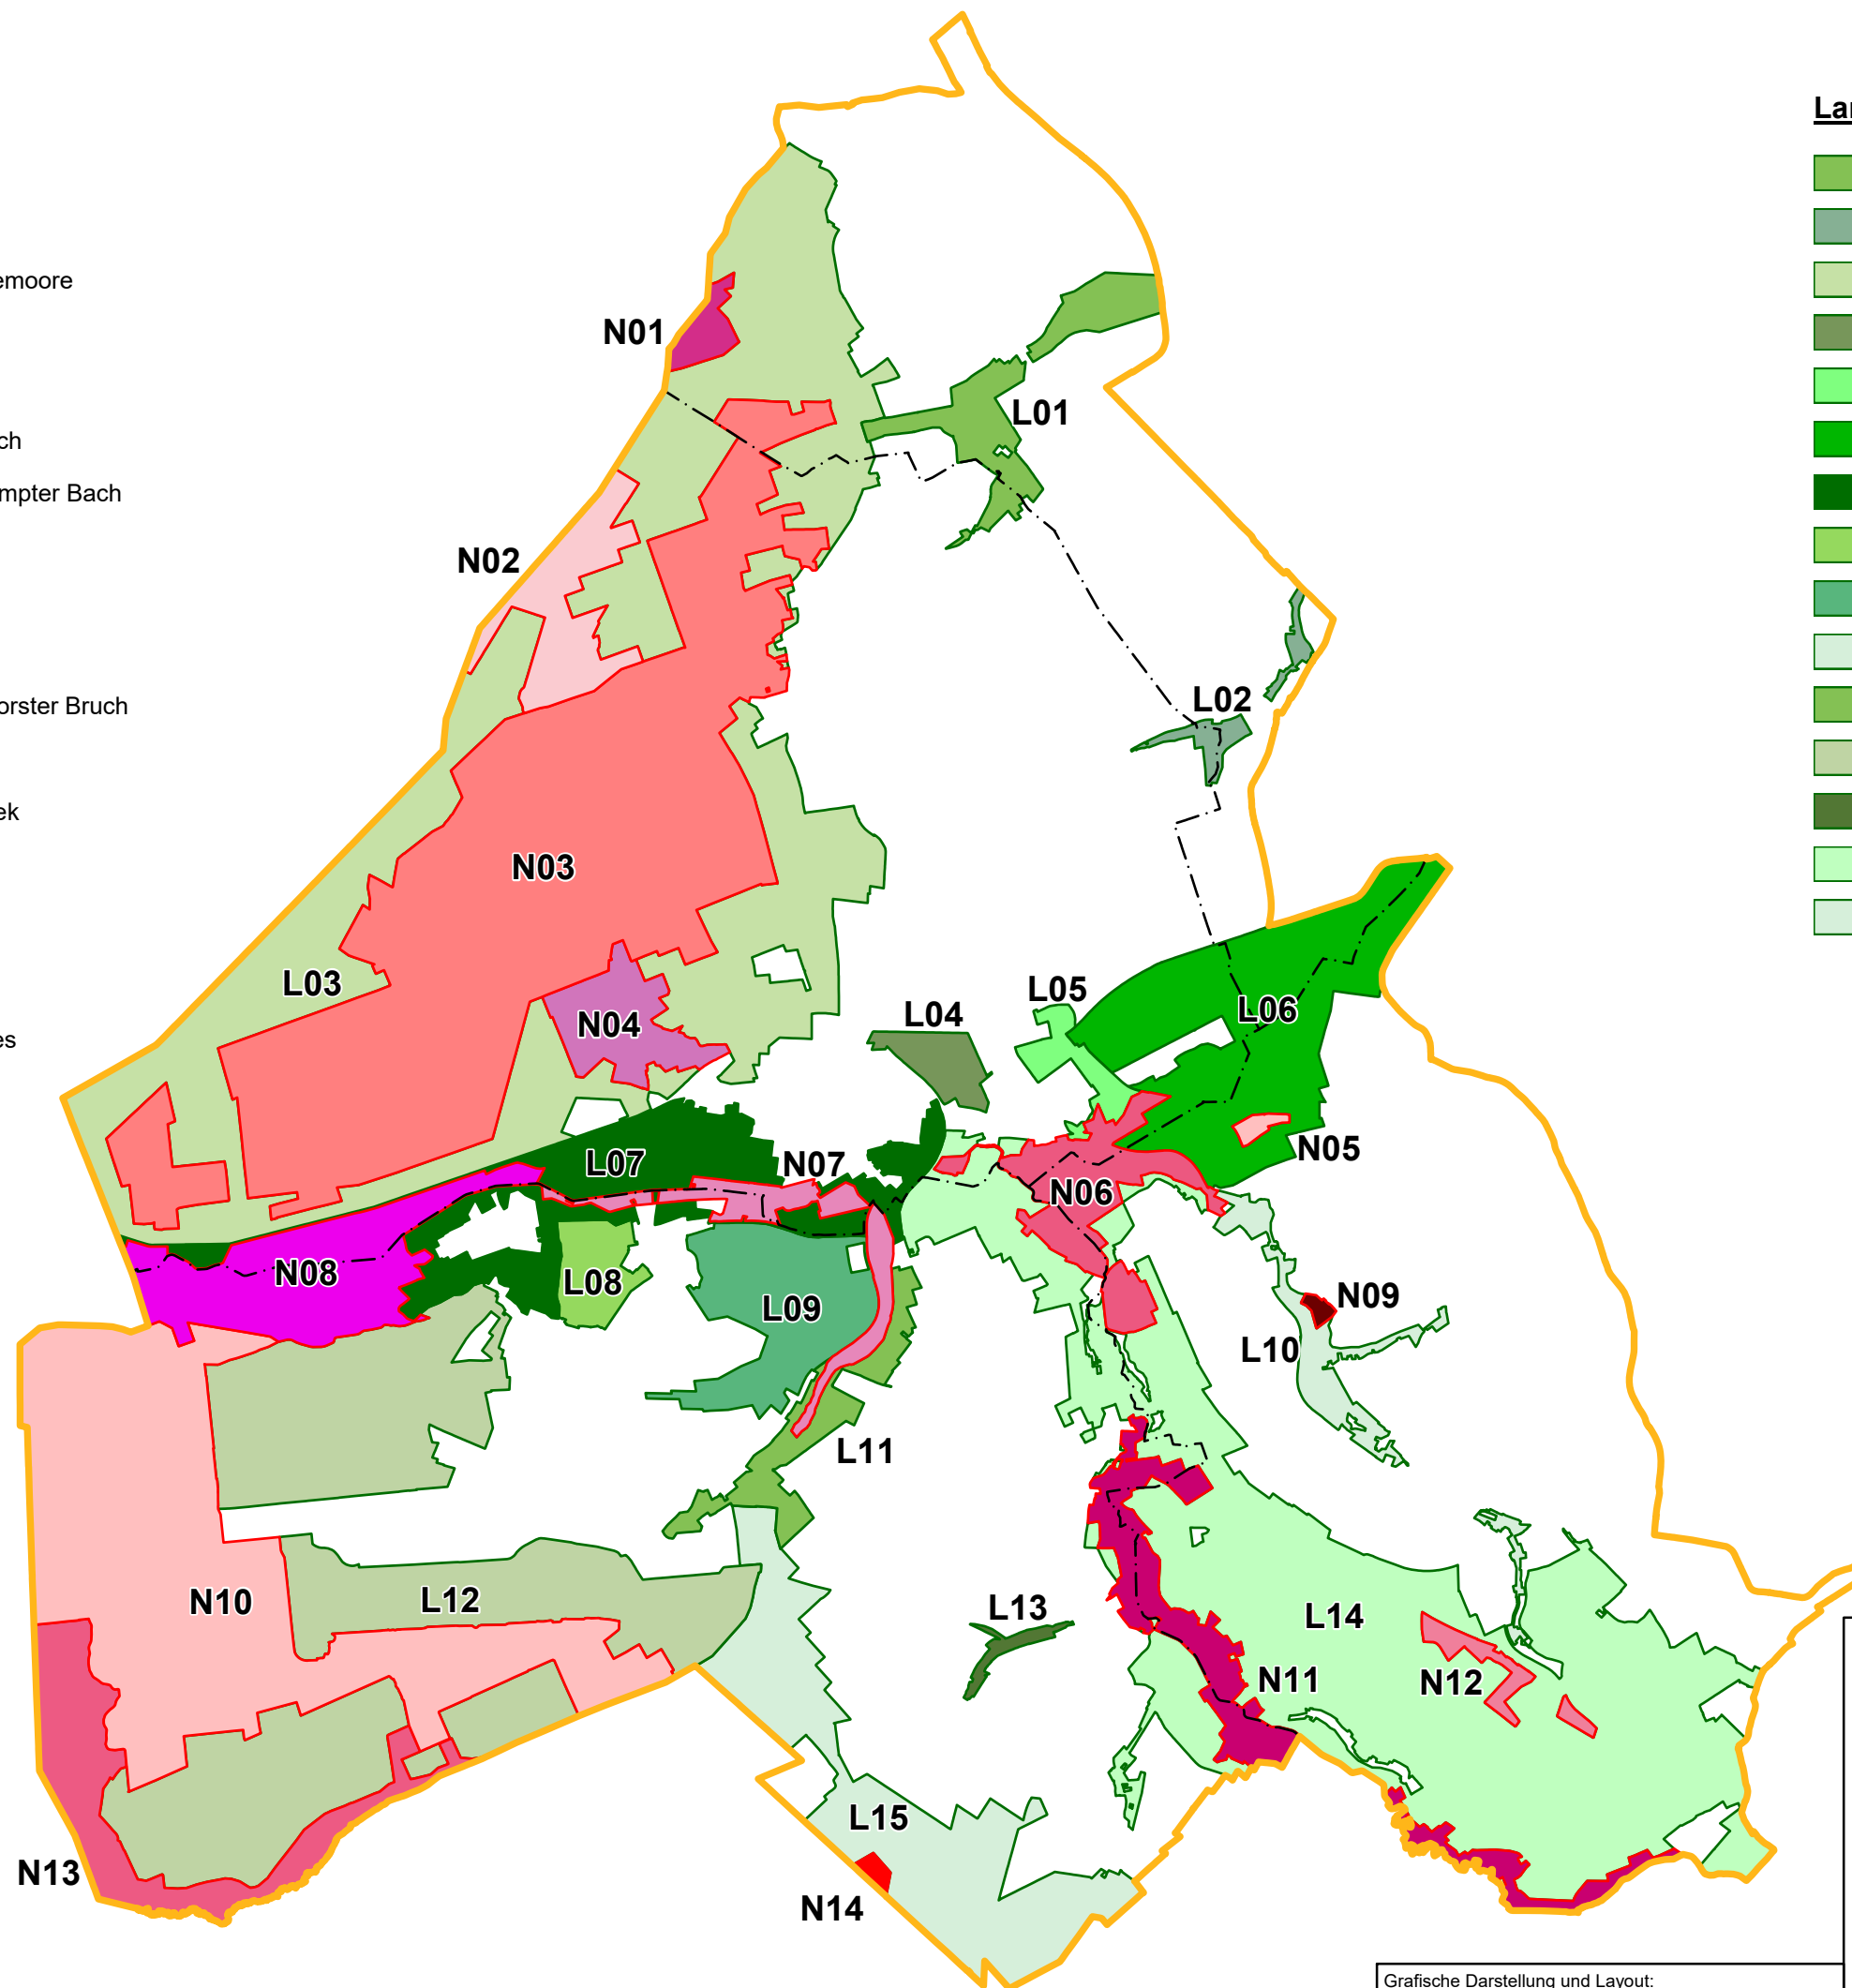 Lan
emoore
N01
L01
ch
mpter Bach
N02
L02
orster Bruch
ek
N03
L03
L05
L06
L04
N04
es
N05
L07
N07
N06
N08
L08
L09
N09
L10
L11
N10
L12
L13
L14
N11
N12
L15
N13
N14
Grafische Darstellung und Layout: